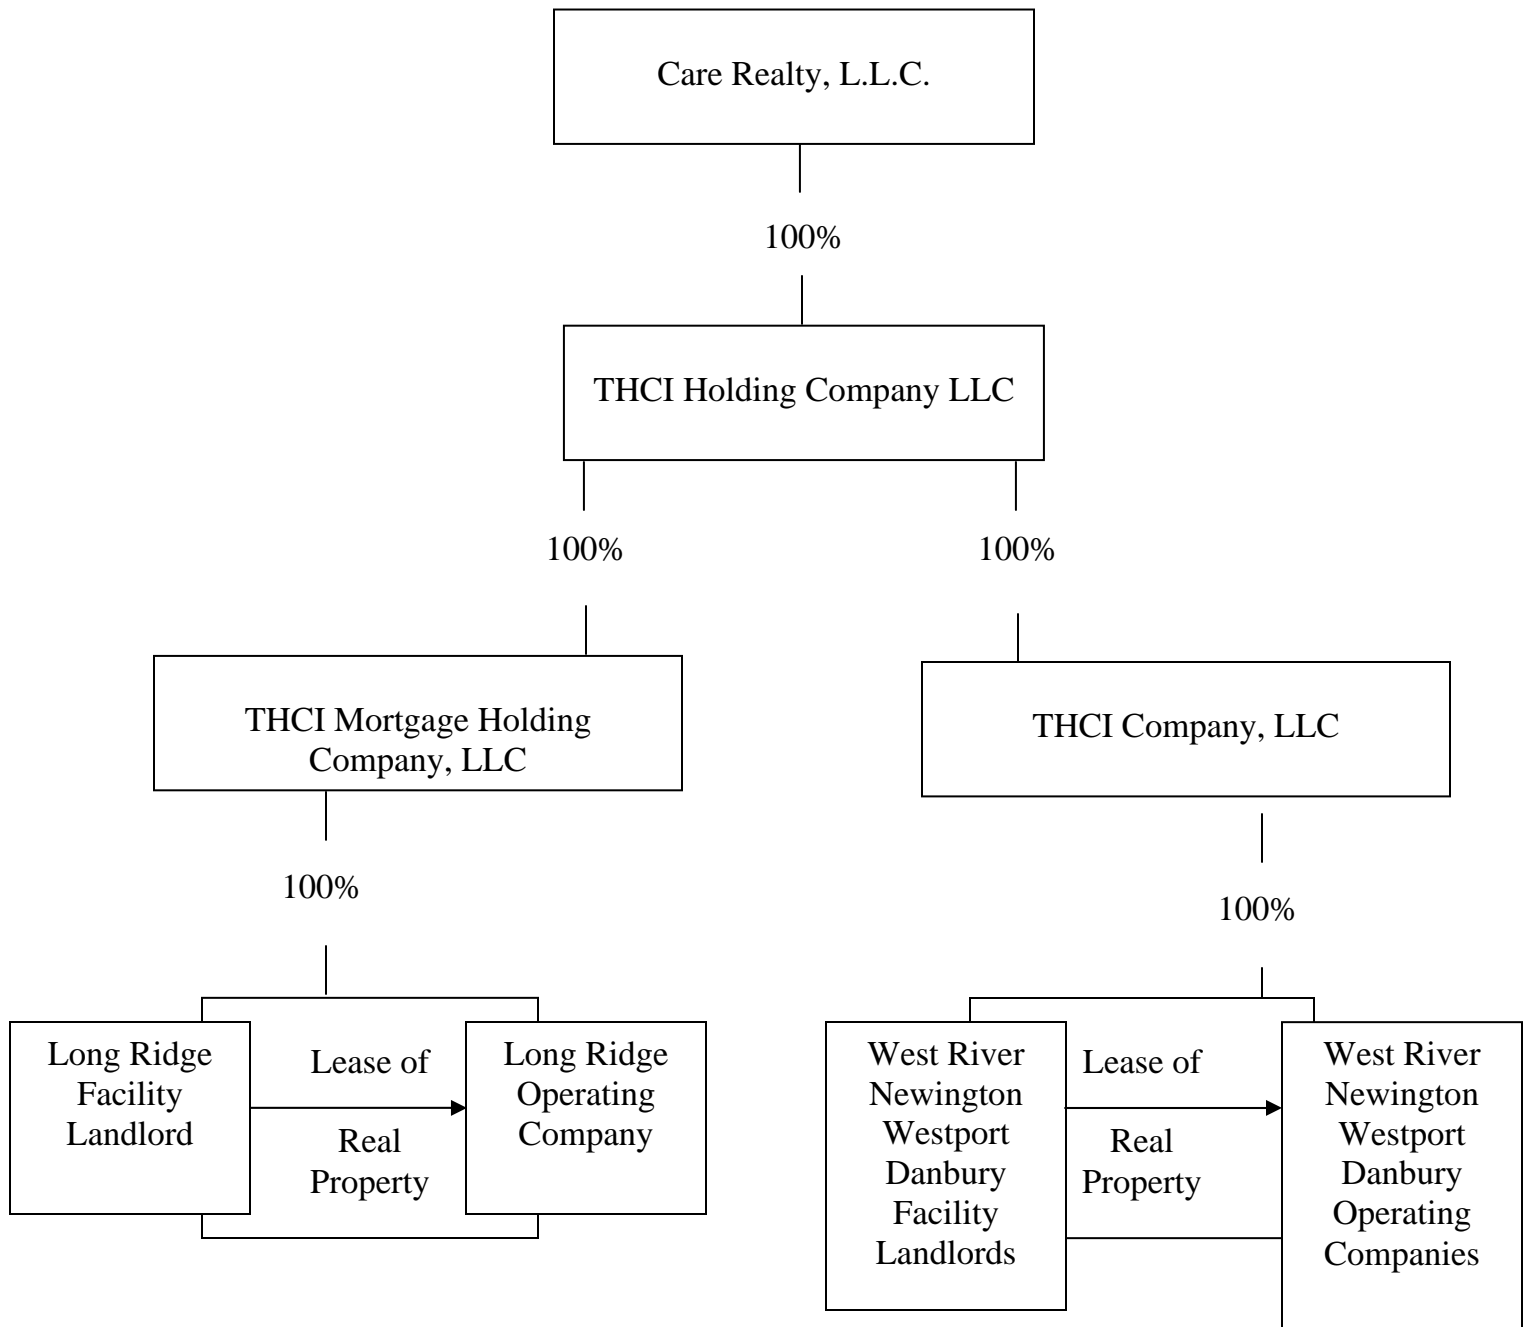 Care Realty, L.L.C.
100%
THCI Holding Company LLC
100%
100%
THCI Mortgage Holding
Company, LLC
THCI Company, LLC
100%
100%
Long Ridge
Facility
Landlord
Lease of
Real
Property
Long Ridge
Operating
Company
West River
Newington
Westport
Danbury
Facility
Landlords
Lease of
Real
Property
West River
Newington
Westport
Danbury
Operating
Companies